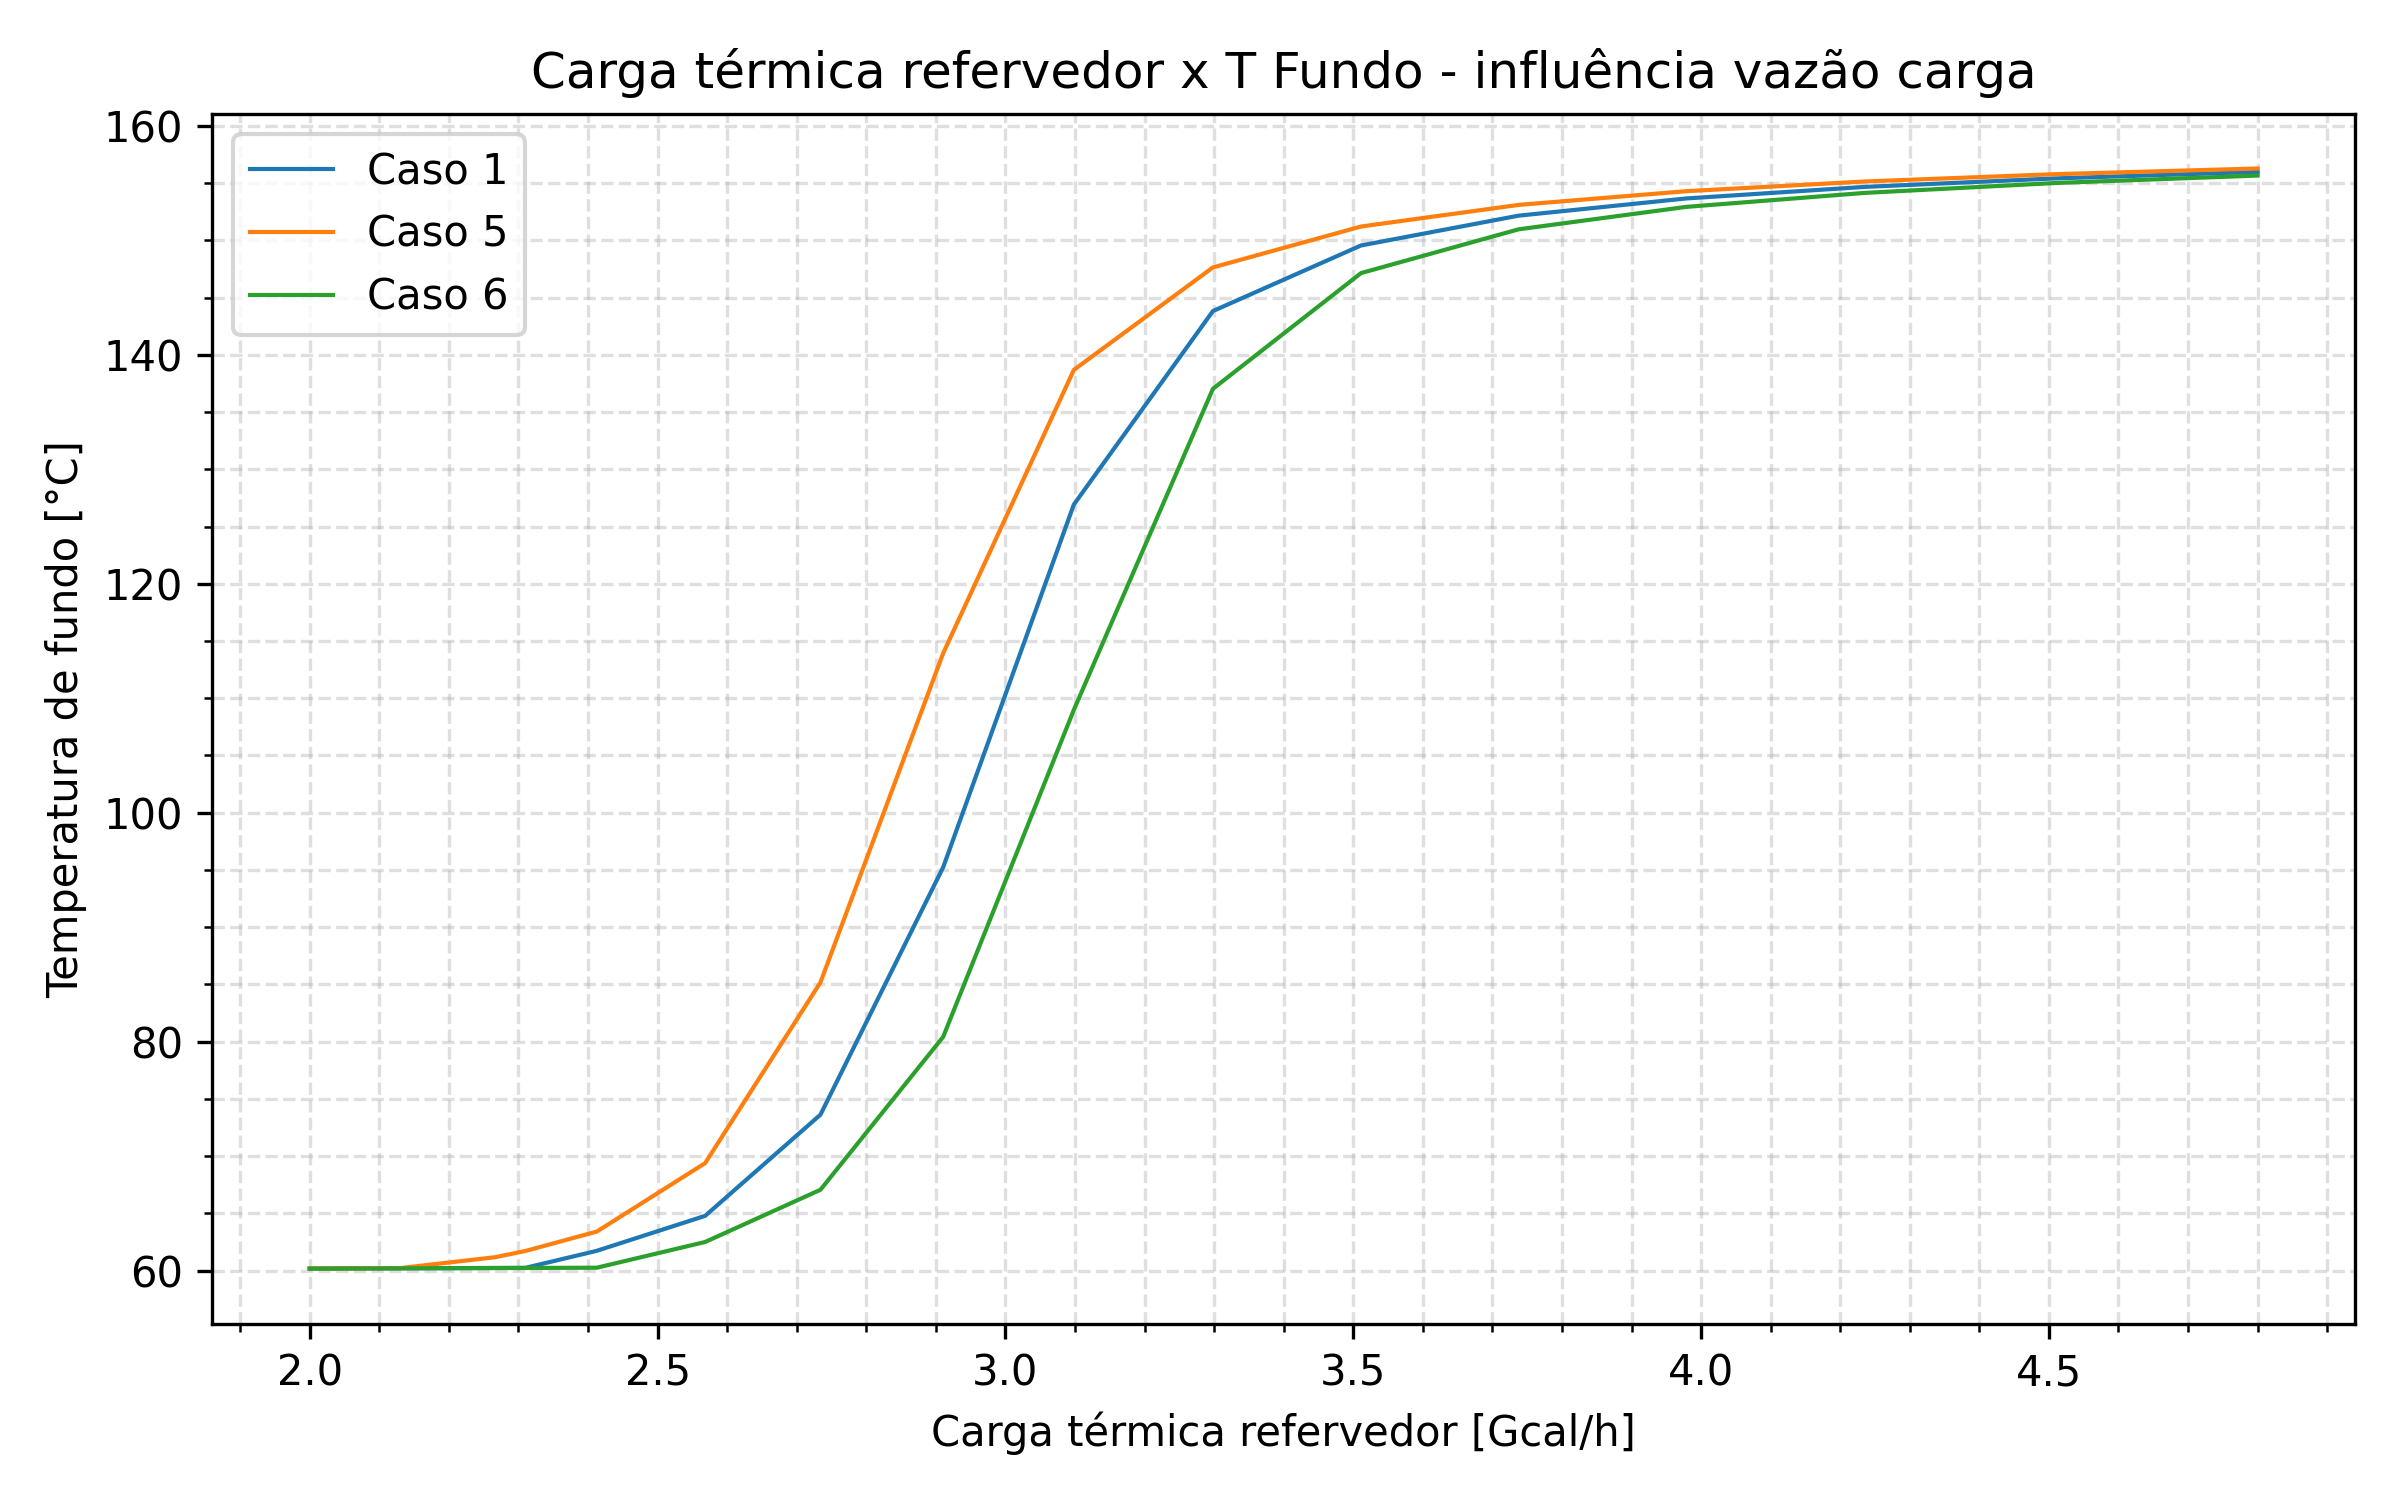 Carga térmica refervedor x T Fundo - influência vazão carga
Caso 1
Caso 5
Caso 6
Temperatura de fundo [°C]
160
140
120
100
80
60
2.0 2.5 3.0 3.5 4.0 4.5
Carga térmica refervedor [Gcal/h]